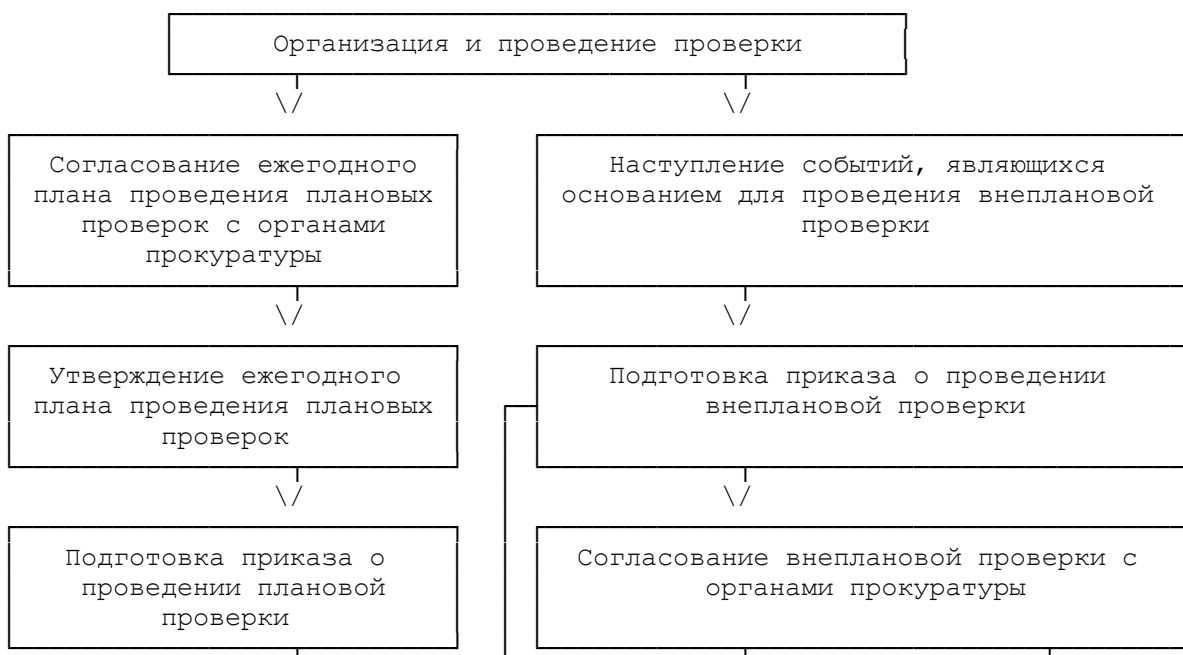 Организация и проведение проверки
Согласование ежегодного
плана проведения плановых
проверок с органами
прокуратуры
Наступление событий, являющихся
основанием для проведения внеплановой
проверки
Утверждение ежегодного
плана проведения плановых
проверок
Подготовка приказа о проведении
внеплановой проверки
Подготовка приказа о
проведении плановой
проверки
Согласование внеплановой проверки с
органами прокуратуры